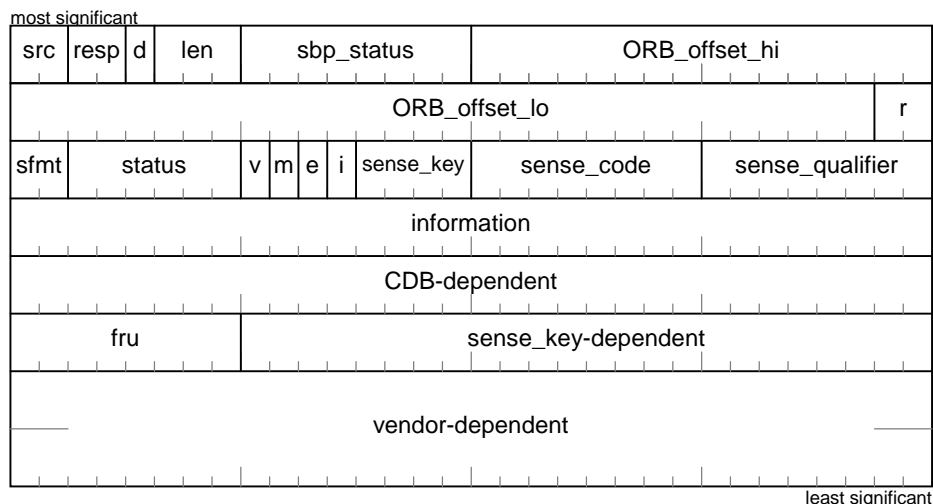 most significant
src resp d len sbp_status ORB_offset_hi
ORB_offset_lo r
sfmt status v m e i sense_key sense_code sense_qualifier
information
CDB-dependent
fru sense_key-dependent
vendor-dependent
least significant